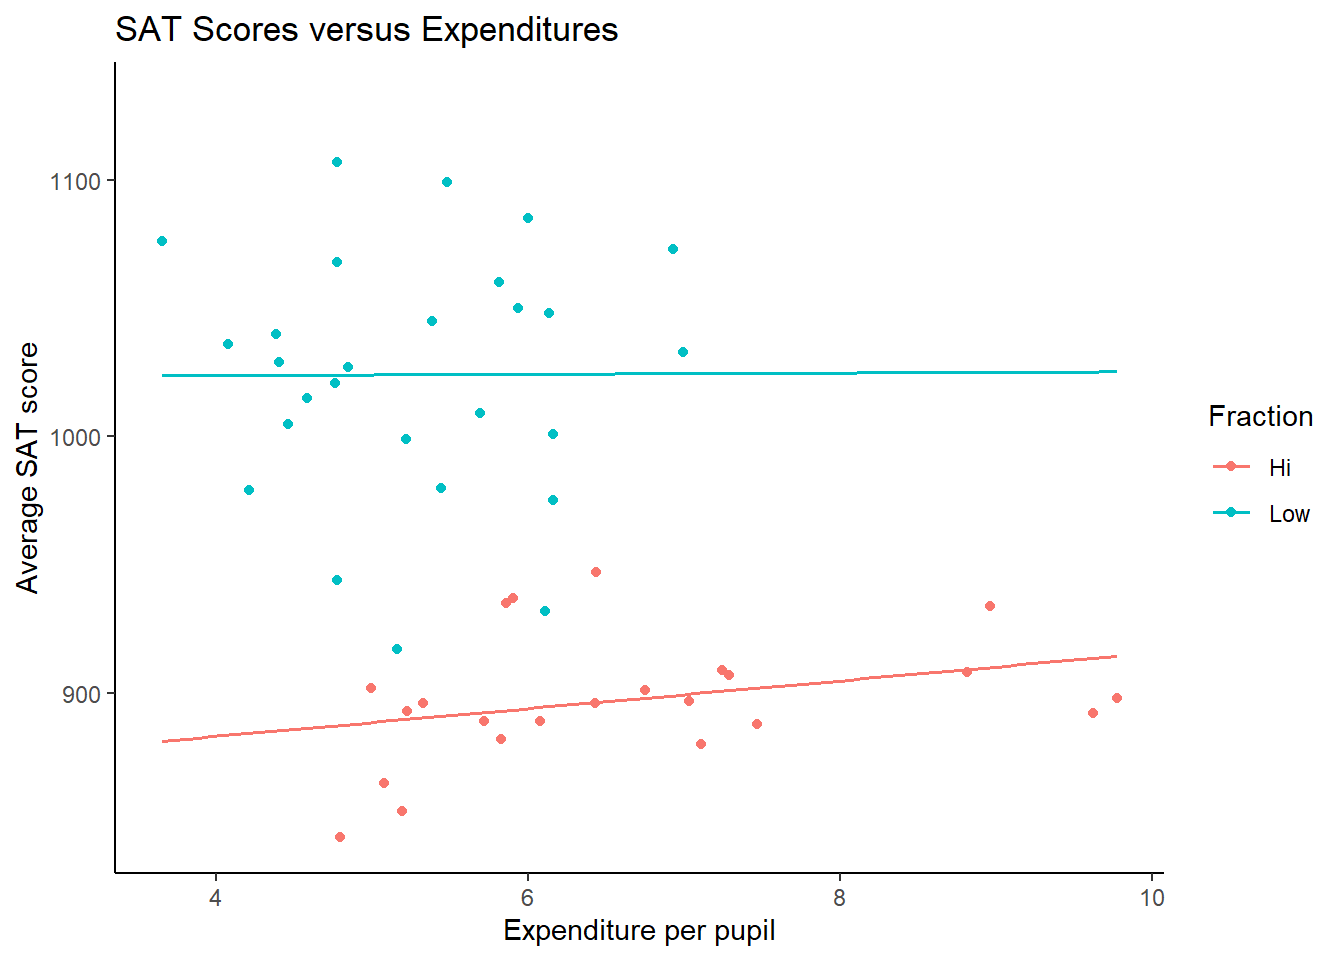 SAT Scores versus Expenditures
Average SAT score
1100
1000
900
4 6 8 10
Expenditure per pupil
Fraction
Hi
Low